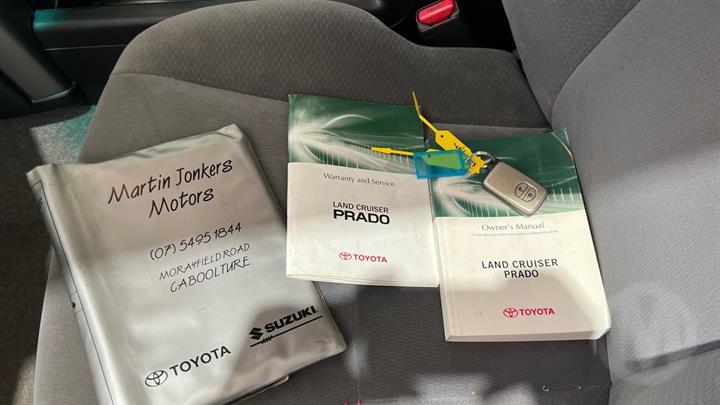 Martin Jonkers
Motors
(07) 5495 1844
MORAYFIELD ROAD
CABOOLTURE
TOYOTA
SUZUKI
Warranty and Service
LAND CRUISER
PRADO
TOYOTA
Owner's Manual
LAND CRUISER
PRADO
TOYOTA